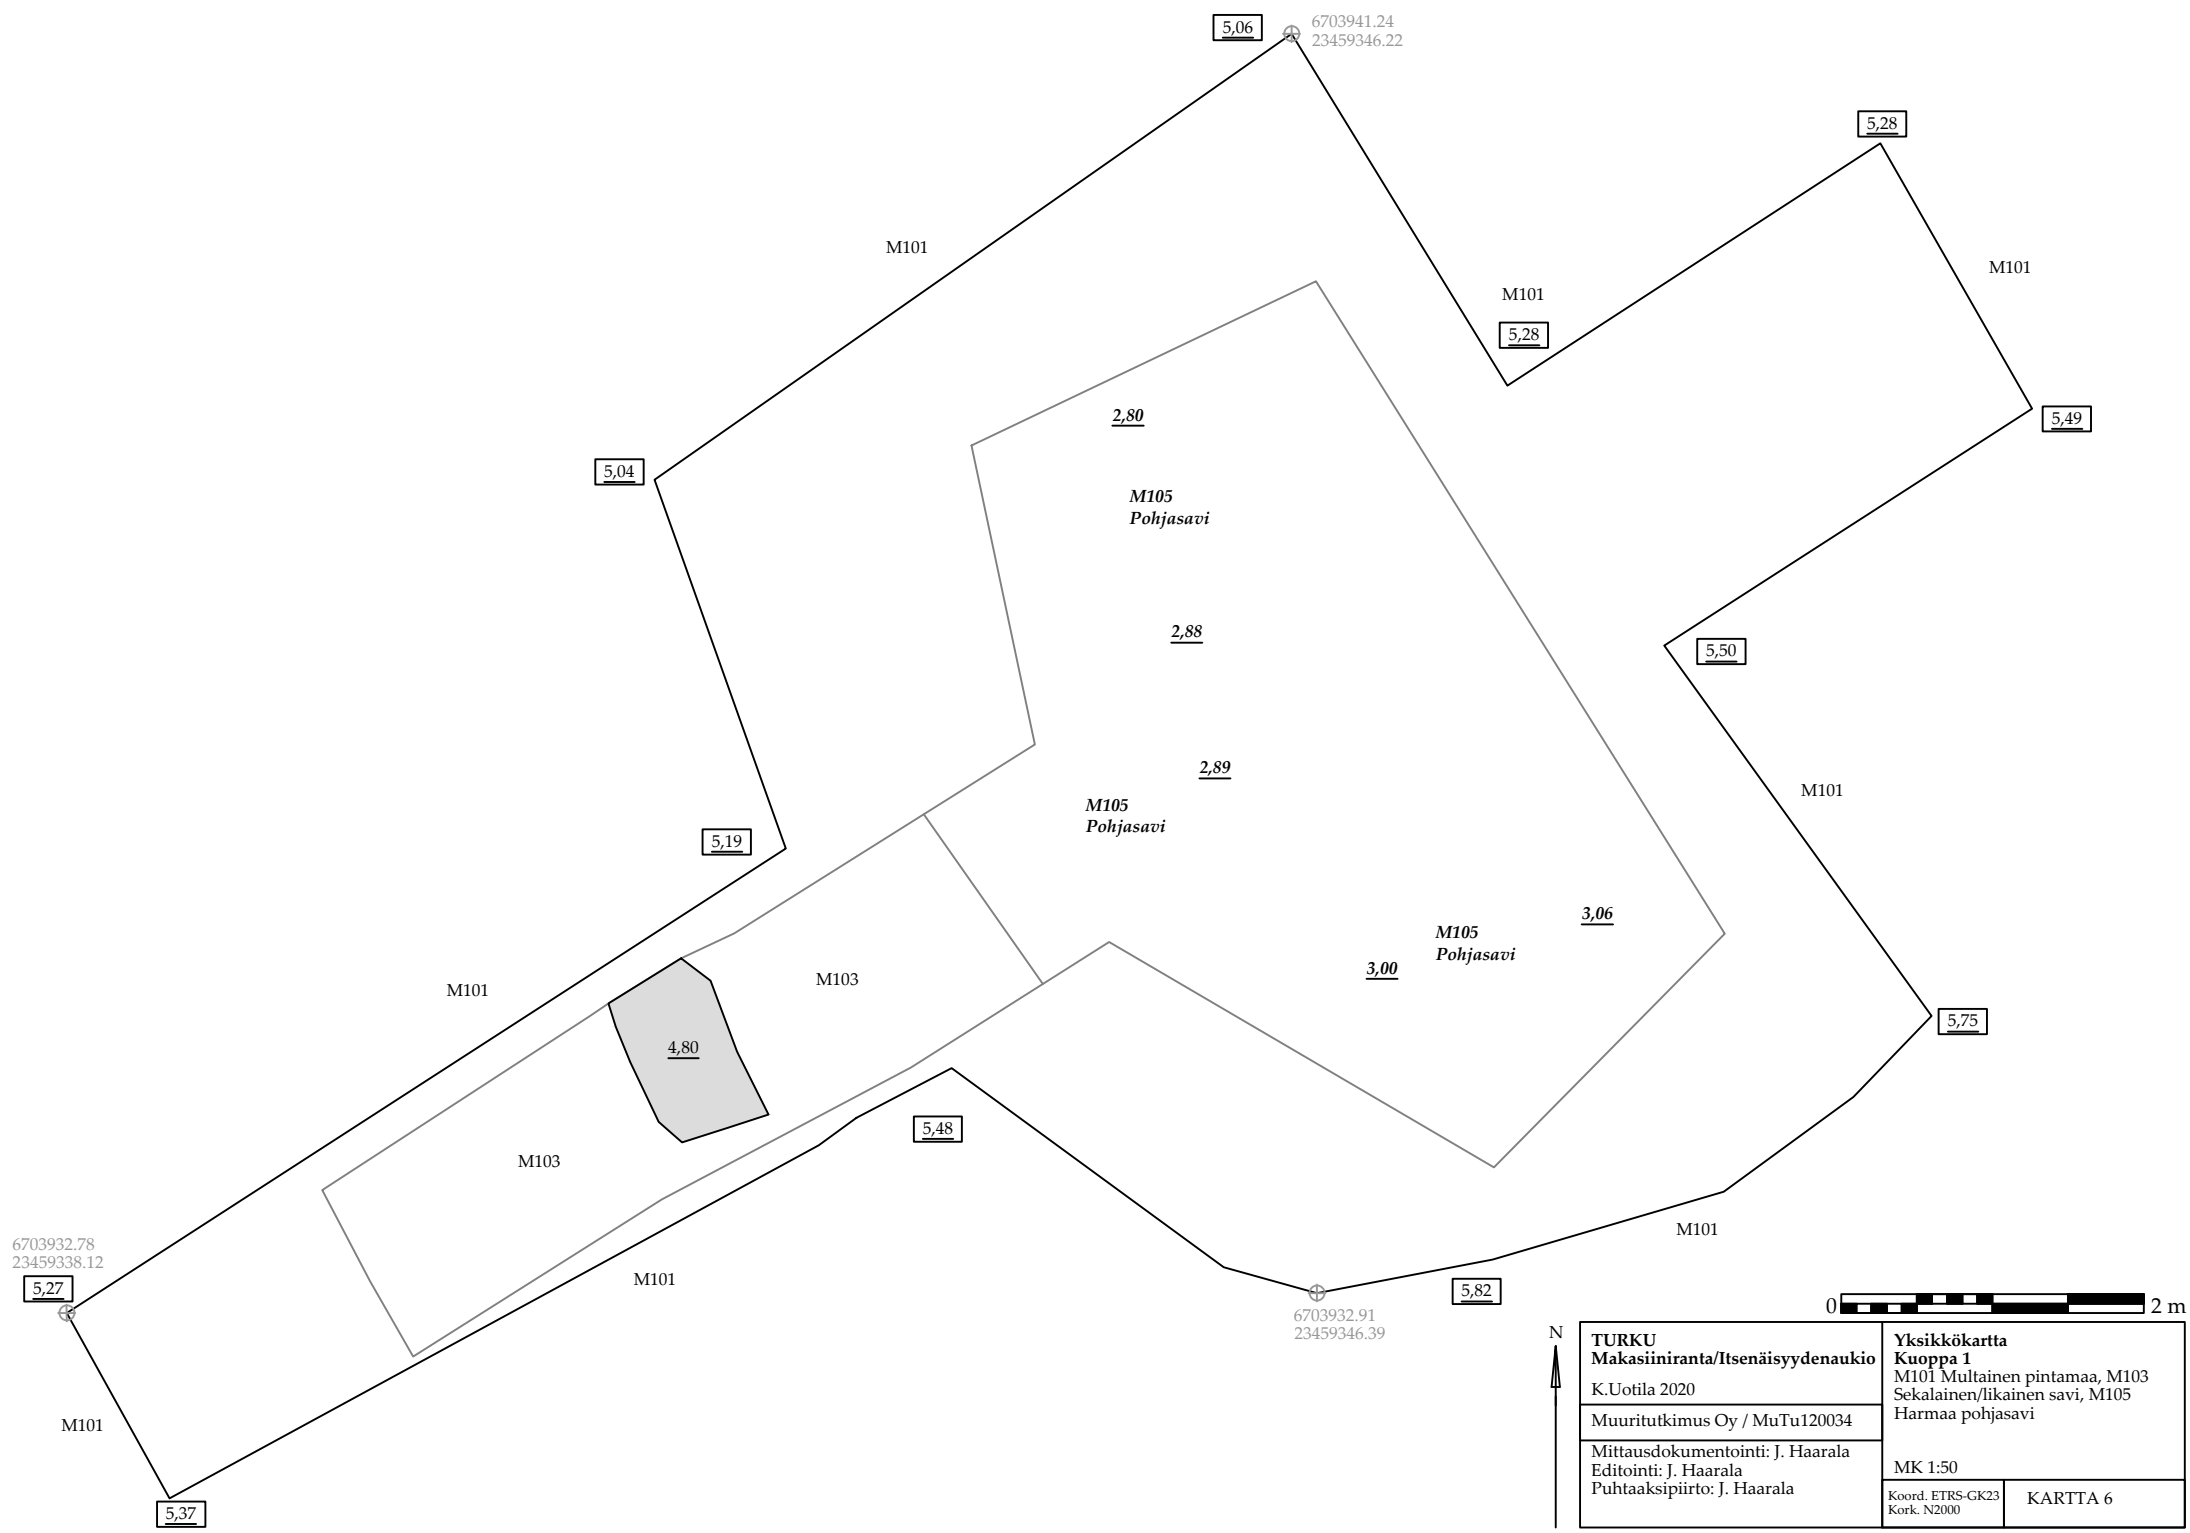 5,06
6703941.24
23459346.22
5,28
M101
M101
M101
5,28
5,49
2,80
5,04
M105
Pohjasavi
2,88
5,50
2,89
M101
M105
Pohjasavi
5,19
3,06
M105
Pohjasavi
3,00
M103
M101
5,75
4,80
5,48
M103
M101
6703932.78
23459338.12
5,27
M101
5,82
6703932.91
23459346.39
M101
5,37
0
2 m
N
TURKU
Makasiiniranta/Itsenäisyydenaukio
K.Uotila 2020
Muuritutkimus Oy / MuTu120034
Mittausdokumentointi: J. Haarala
Editointi: J. Haarala
Puhtaaksipiirto: J. Haarala
Yksikkökartta
Kuoppa 1
M101 Multainen pintamaa, M103
Sekalainen/likainen savi, M105
Harmaa pohjasavi
MK 1:50
Koord. ETRS-GK23
Kork. N2000
KARTTA 6